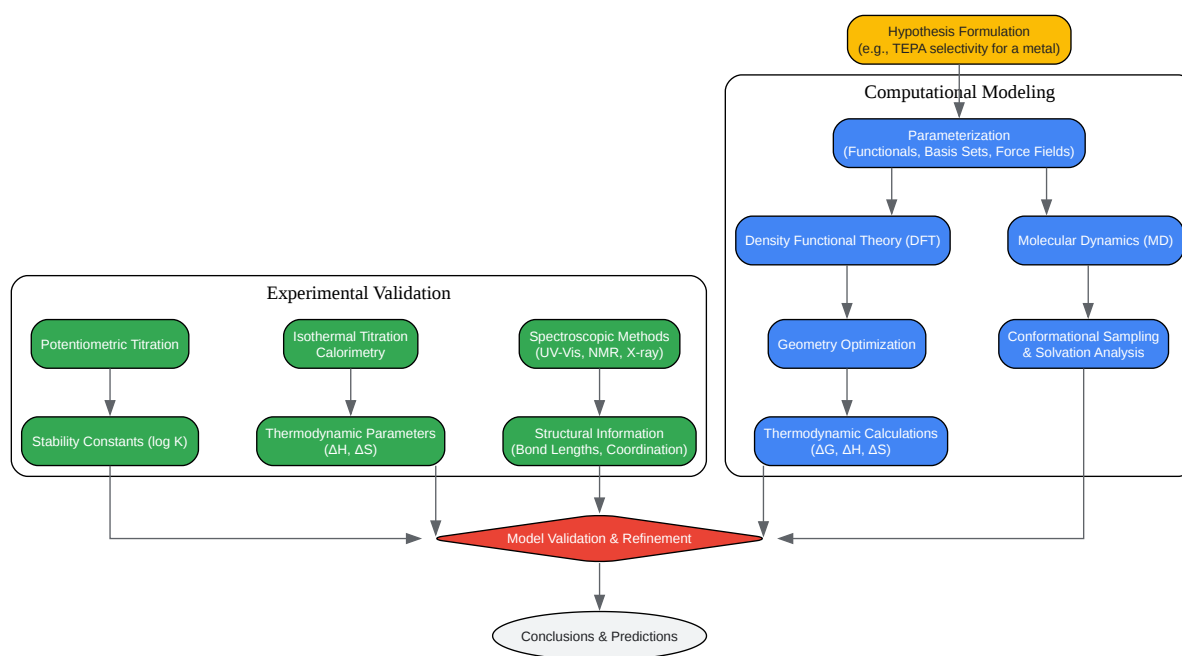 Hypothesis Formulation
(e.g., TEPA selectivity for a metal)
Computational Modeling
Parameterization
(Functionals, Basis Sets, Force Fields)
Density Functional Theory (DFT)
Molecular Dynamics (MD)
Experimental Validation
Potentiometric Titration
Isothermal Titration
Calorimetry
Spectroscopic Methods
(UV-Vis, NMR, X-ray)
Geometry Optimization
Conformational Sampling
& Solvation Analysis
Stability Constants (log K)
Thermodynamic Parameters
(ΔH, ΔS)
Structural Information
(Bond Lengths, Coordination)
Thermodynamic Calculations
(ΔG, ΔH, ΔS)
Model Validation & Refinement
Conclusions & Predictions